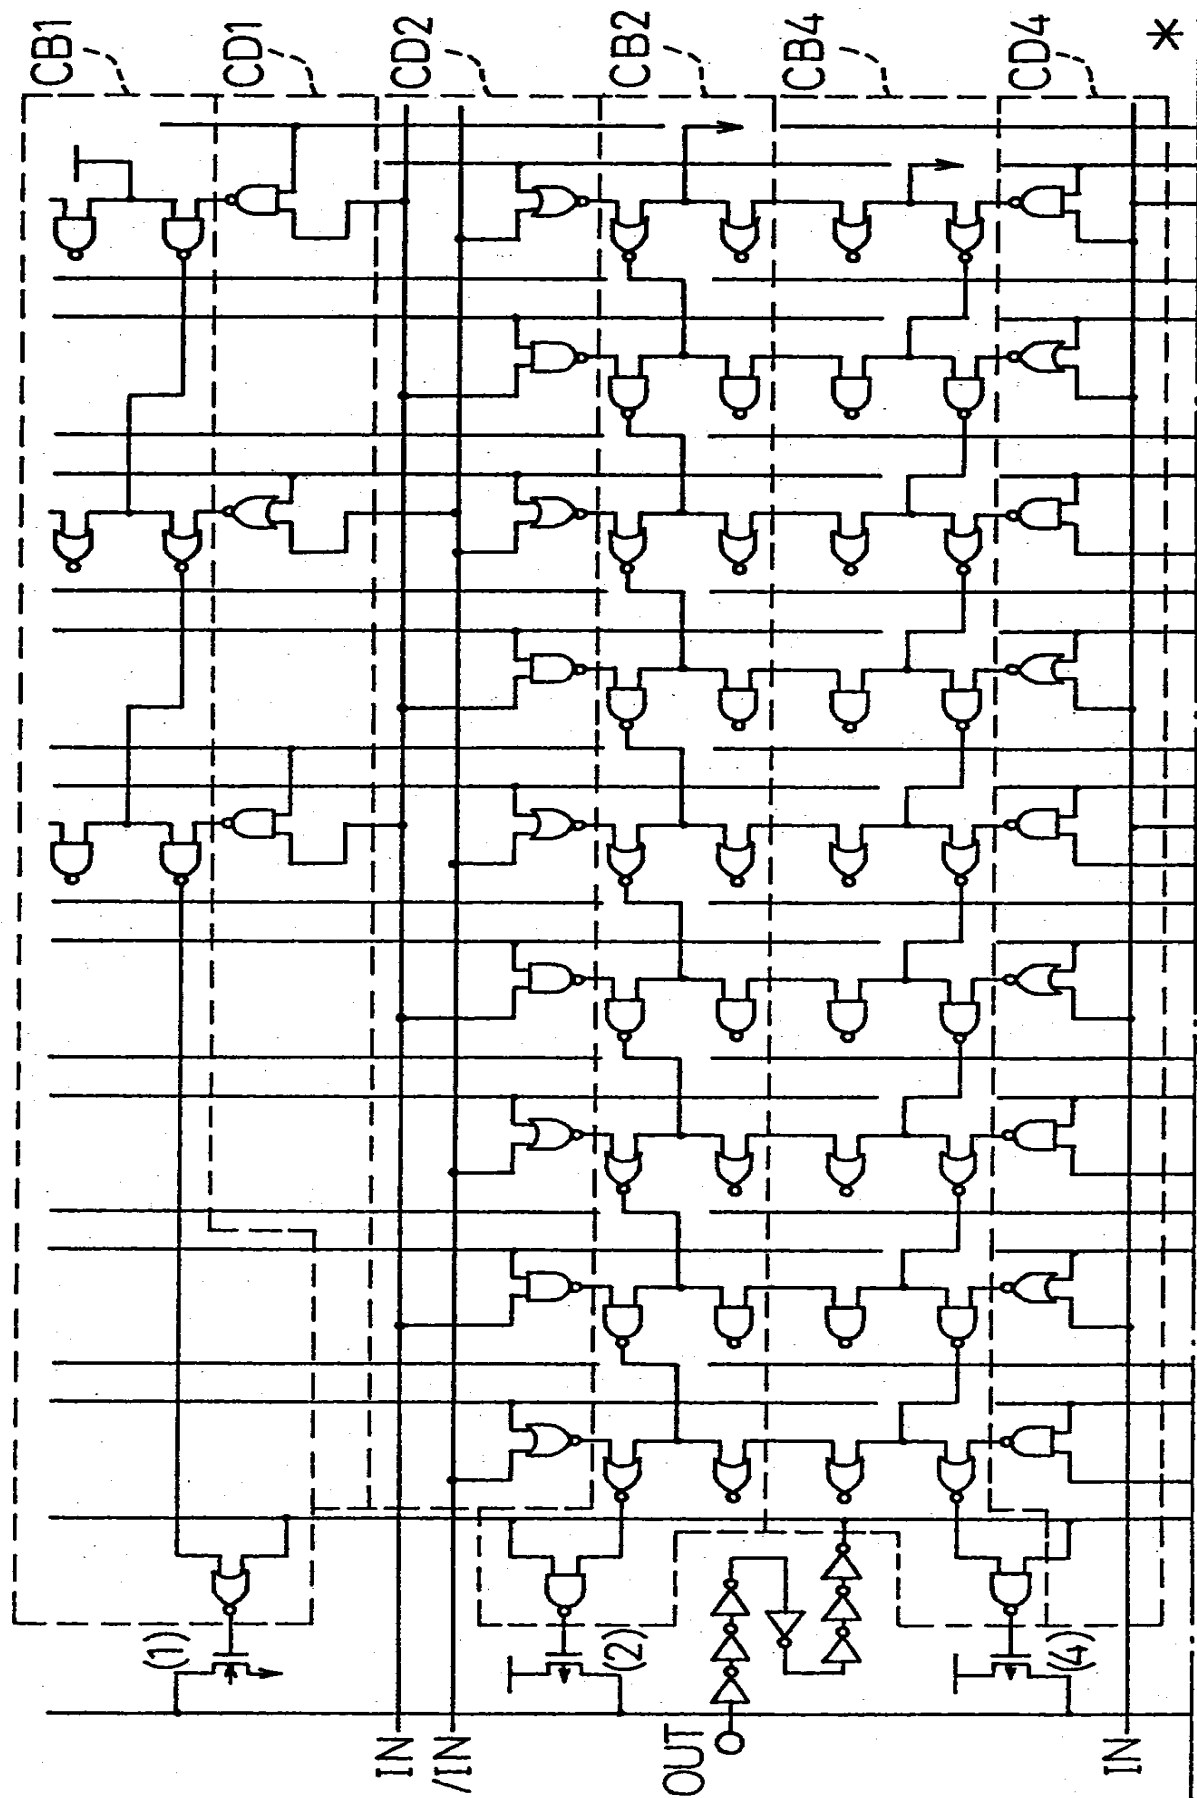 CB1
CD1
CD2
CB2
CB4
CD4
*
(1)
(2)
(4)
IN
/IN
OUT
IN